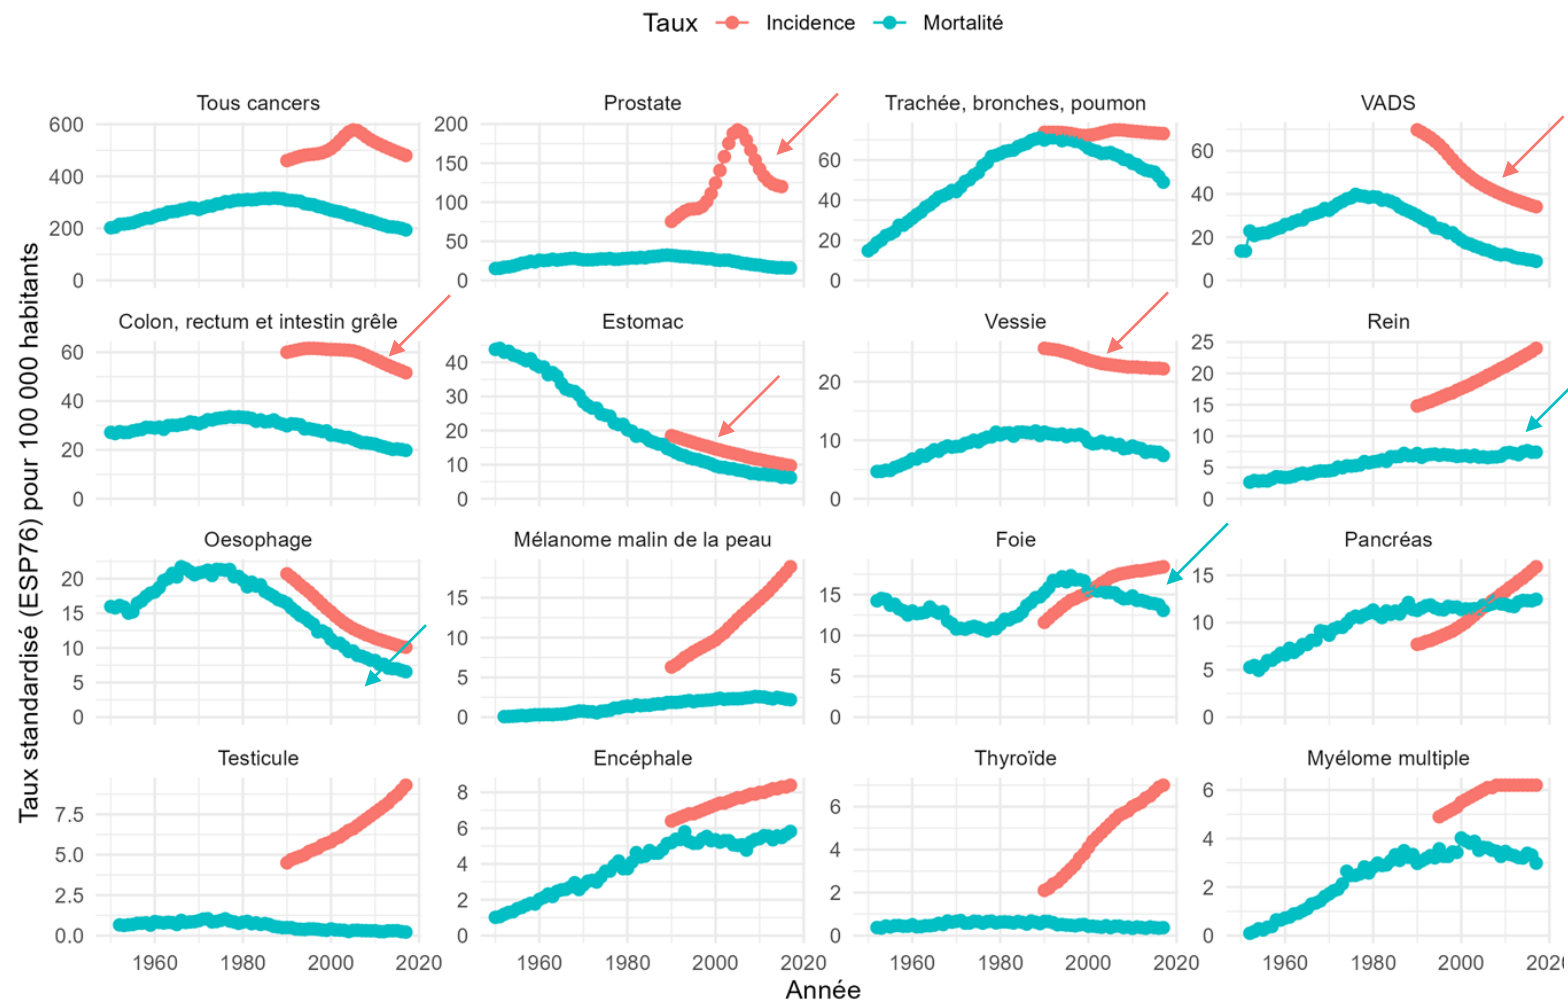 Taux Incidence Mortalité
Taux standardisé (ESP76) pour 100 000 habitants
Tous cancers Prostate Trachée, bronches, poumon VADS
600 200
400 150 60 60
200 100 40 40
50 20 20
0 0 0 0
Colon, rectum et intestin grêle Estomac Vessie Rein
60 40 20 25
40 30 10 20
20 20 0 15
0 10 10
0 5
0
Oesophage Mélanome malin de la peau Foie Pancréas
20 15 15 15
15 10 10 10
10 5 5 5
5 0 0 0
0
Testicule Encéphale Thyroïde Myélome multiple
7.5 8 6 6
5.0 6 4 4
2.5 4 2 2
0.0 2 0 0
0
1960 1980 2000 2020 1960 1980 2000 2020 1960 1980 2000 2020 1960 1980 2000 202
Année